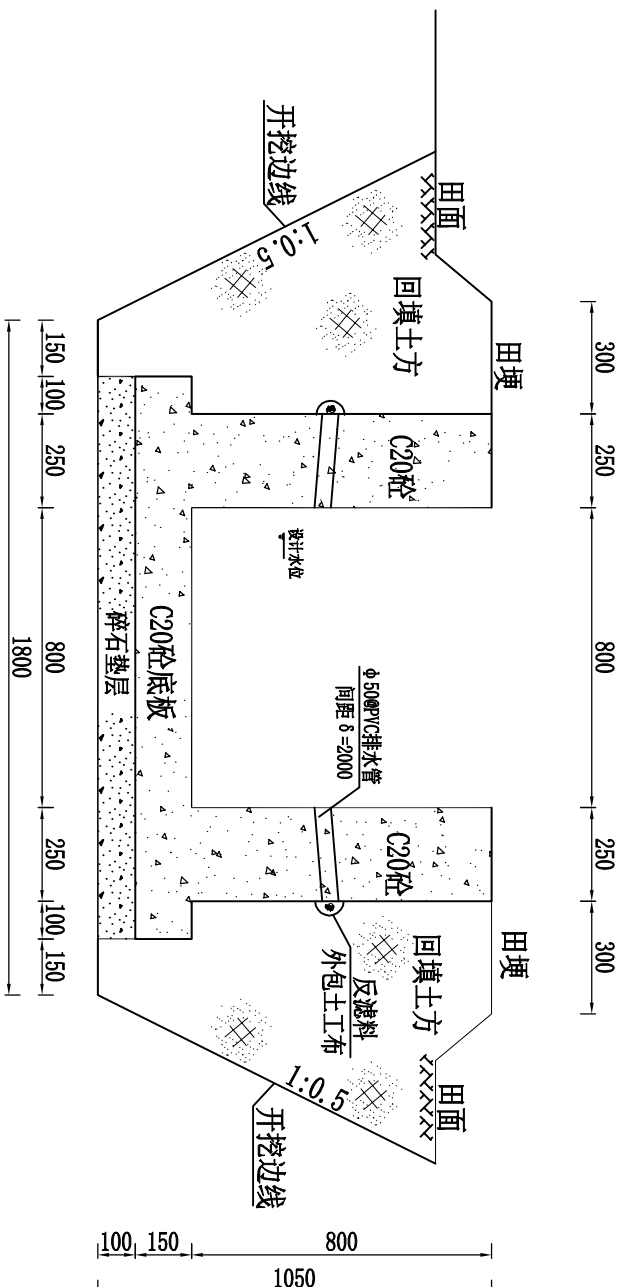 300
250
800
250
300
田埂
田埂
田面
田面
回填土方
回填土方
C20砼
C20砼
开挖边线
1:0.5
设计水位
φ50@PVC排水管
间距 δ=2000
反滤料
外包土工布
1:0.5
开挖边线
C20砼底板
碎石垫层
150
100
250
800
250
100
150
1800
800
150
100
1050